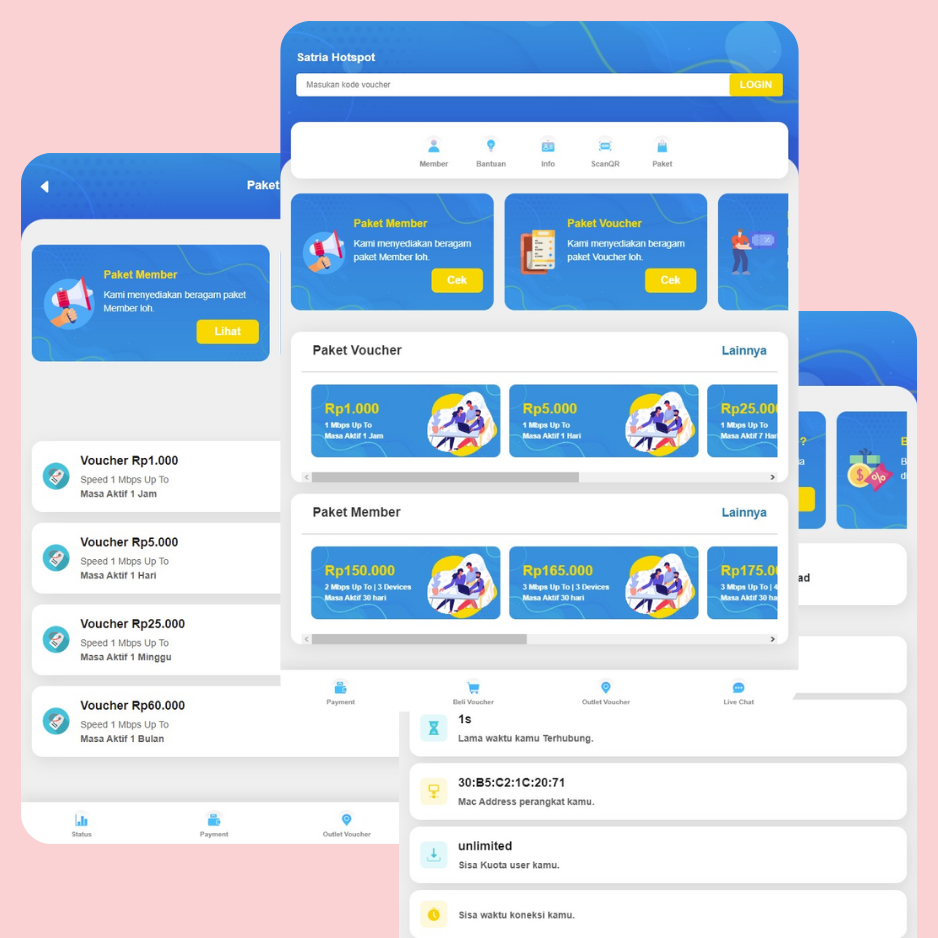 Satria Hotspot
Masukan kode voucher
LOGIN
Member
Bantuan
Info
ScanQR
Paket
Paket Member
Kami menyediakan beragam
paket Member loh.
Cek
Paket Voucher
Kami menyediakan beragam
paket Voucher loh.
Cek
Paket Voucher
Lainnya
Rp1.000
1 Mbps Up To
Masa Aktif 1 Jam
Rp5.000
1 Mbps Up To
Masa Aktif 1 Hari
Rp25.00
1 Mbps Up To
Masa Aktif 7 Har
Paket Member
Lainnya
Rp150.000
2 Mbps Up To | 3 Devices
Masa Aktif 30 hari
Rp165.000
3 Mbps Up To | 3 Devices
Masa Aktif 30 hari
Rp175.00
3 Mbps Up To | 4
Masa Aktif 30 ha
Payment
Beli Voucher
Outlet Voucher
Live Chat
Paket
Paket Member
Kami menyediakan beragam paket
Member loh.
Lihat
Voucher Rp1.000
Speed 1 Mbps Up To
Masa Aktif 1 Jam
Voucher Rp5.000
Speed 1 Mbps Up To
Masa Aktif 1 Hari
Voucher Rp25.000
Speed 1 Mbps Up To
Masa Aktif 1 Minggu
Voucher Rp60.000
Speed 1 Mbps Up To
Masa Aktif 1 Bulan
Status
Payment
Outlet Voucher
?
a
B
B
di
ad
1s
Lama waktu kamu Terhubung.
30:B5:C2:1C:20:71
Mac Address perangkat kamu.
unlimited
Sisa Kuota user kamu.
Sisa waktu koneksi kamu.